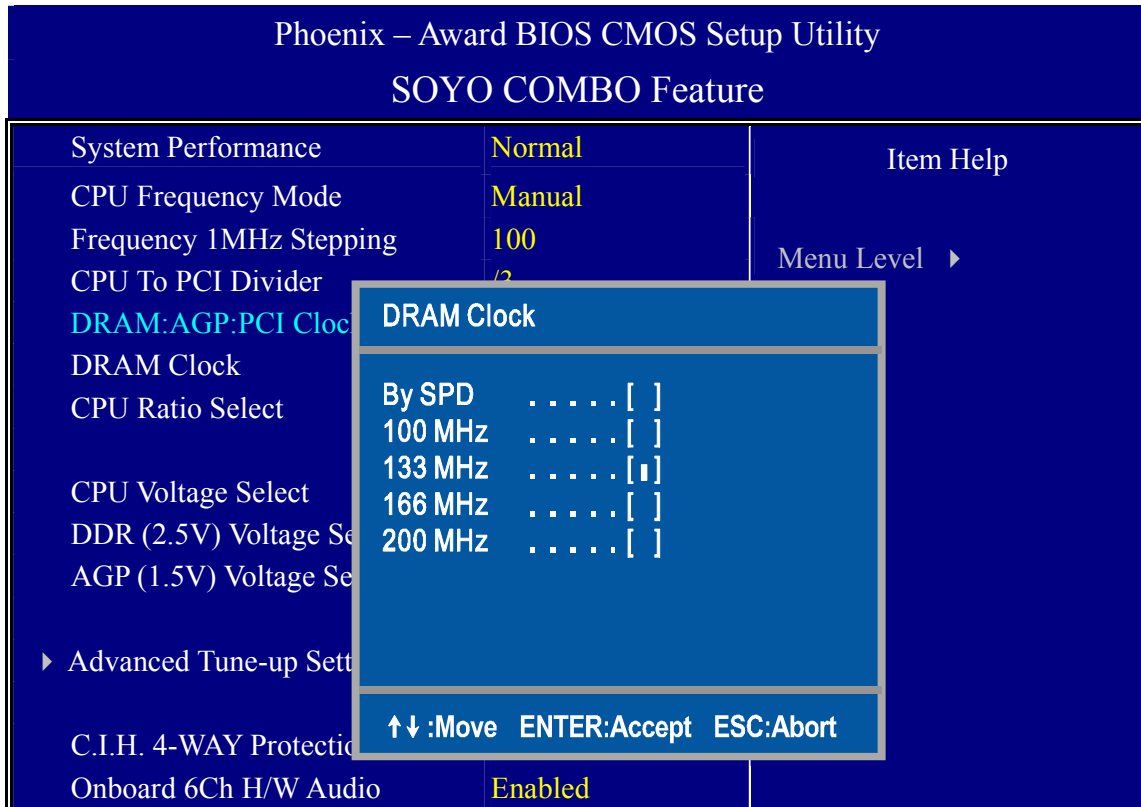 Phoenix – Award BIOS CMOS Setup Utility
SOYO COMBO Feature
System Performance Normal
CPU Frequency Mode Manual
Frequency 1MHz Stepping 100
CPU To PCI Divider
DRAM:AGP:PCI Cloc
DRAM Clock
CPU Ratio Select
CPU Voltage Select
DDR (2.5V) Voltage Se
AGP (1.5V) Voltage Se
Advanced Tune-up Sett
C.I.H. 4-WAY Protectio
Onboard 6Ch H/W Audio Enabled
Item Help
Menu Level
DRAM Clock
By SPD . . . . . [ ]
100 MHz . . . . . [ ]
133 MHz . . . . . [▮]
166 MHz . . . . . [ ]
200 MHz . . . . . [ ]
↑↓ :Move ENTER:Accept ESC:Abort